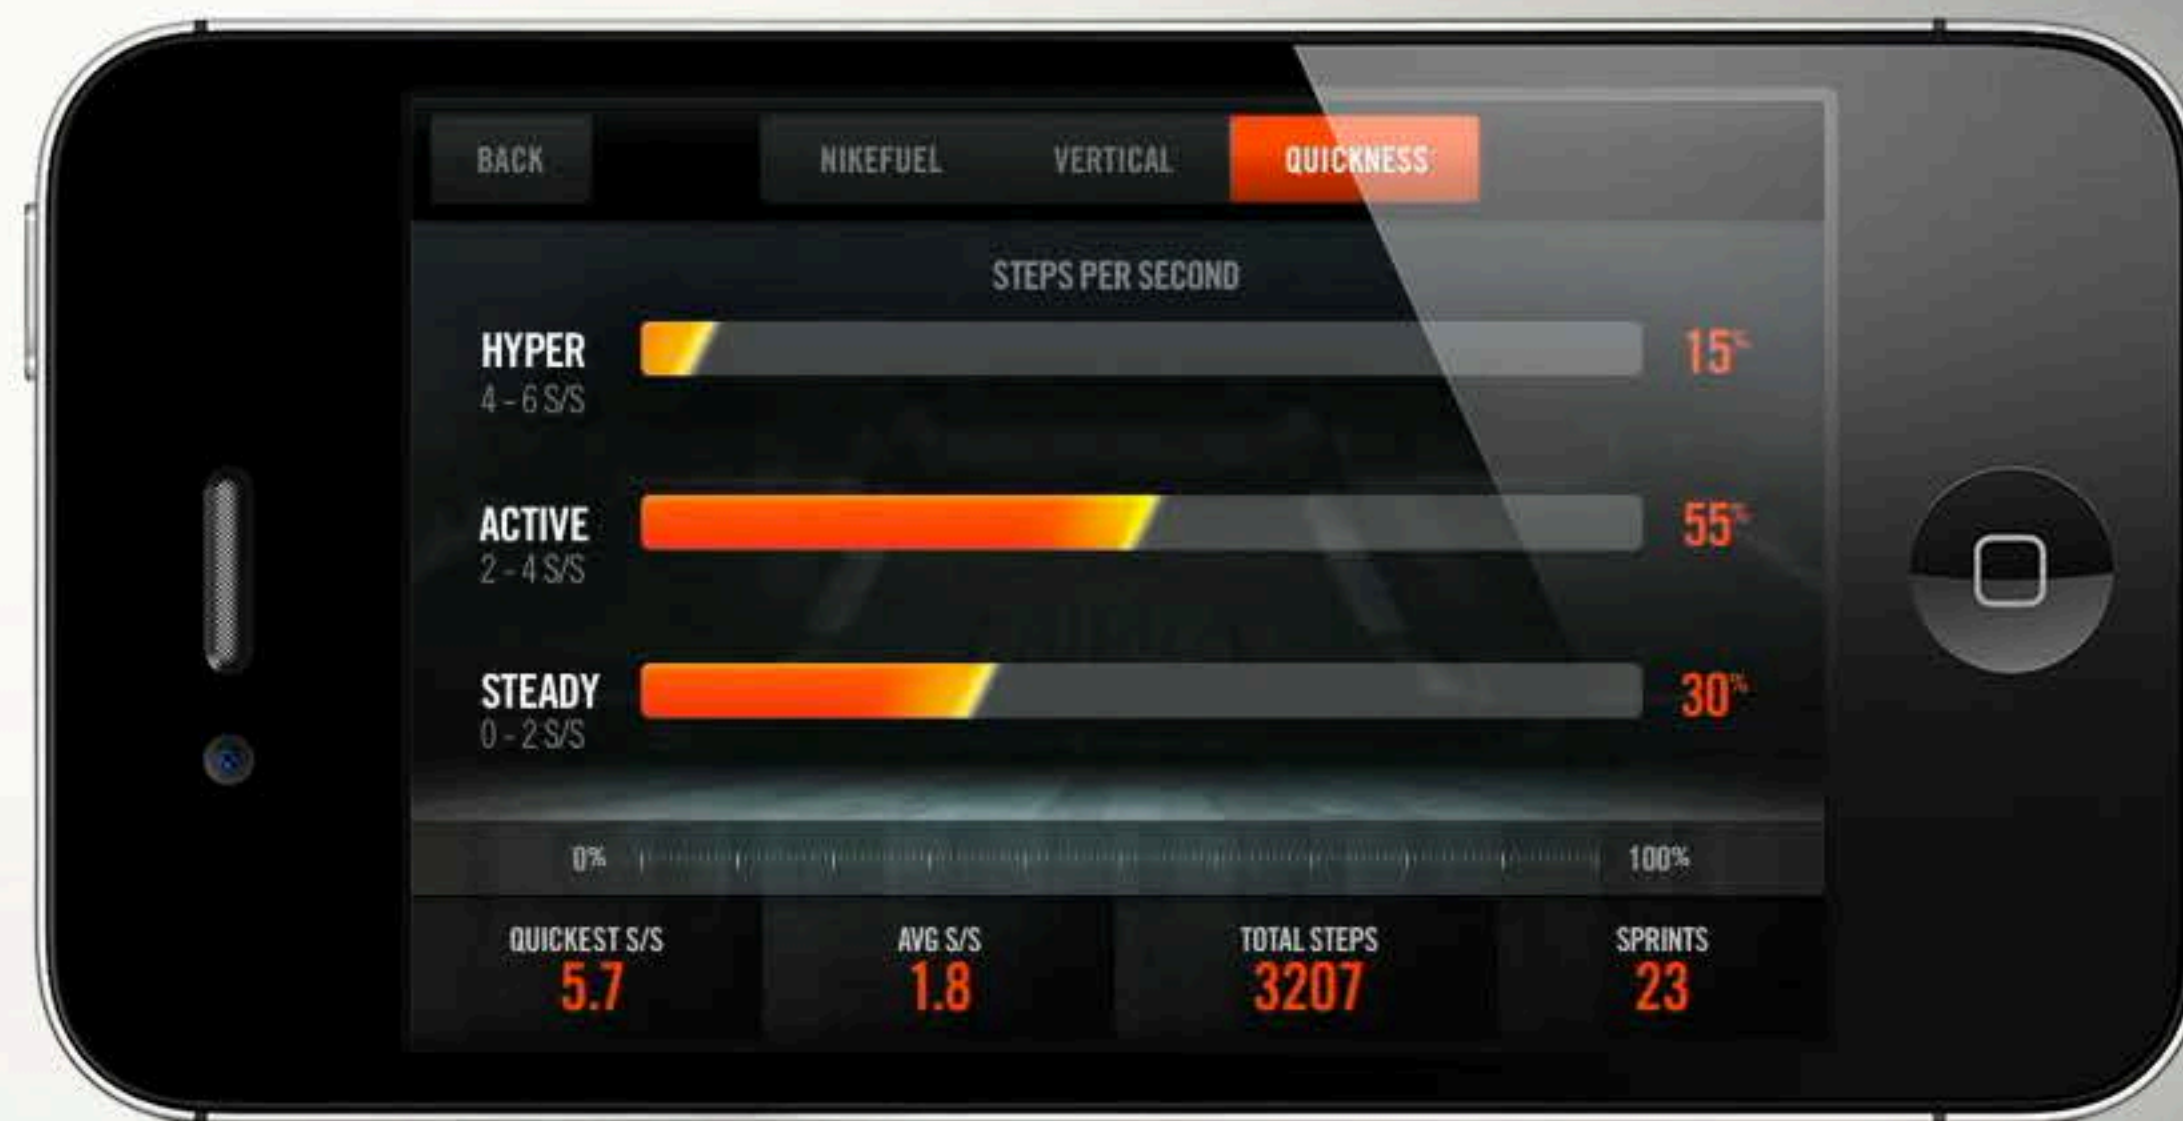 BACK NIKEFUEL VERTICAL QUICKNESS
STEPS PER SECOND
HYPER 15%
4 - 6 S/S
ACTIVE 55%
2 - 4 S/S
STEADY 30%
0 - 2 S/S
0% 100%
QUICKEST S/S AVG S/S TOTAL STEPS SPRINTS
5.7 1.8 3207 23